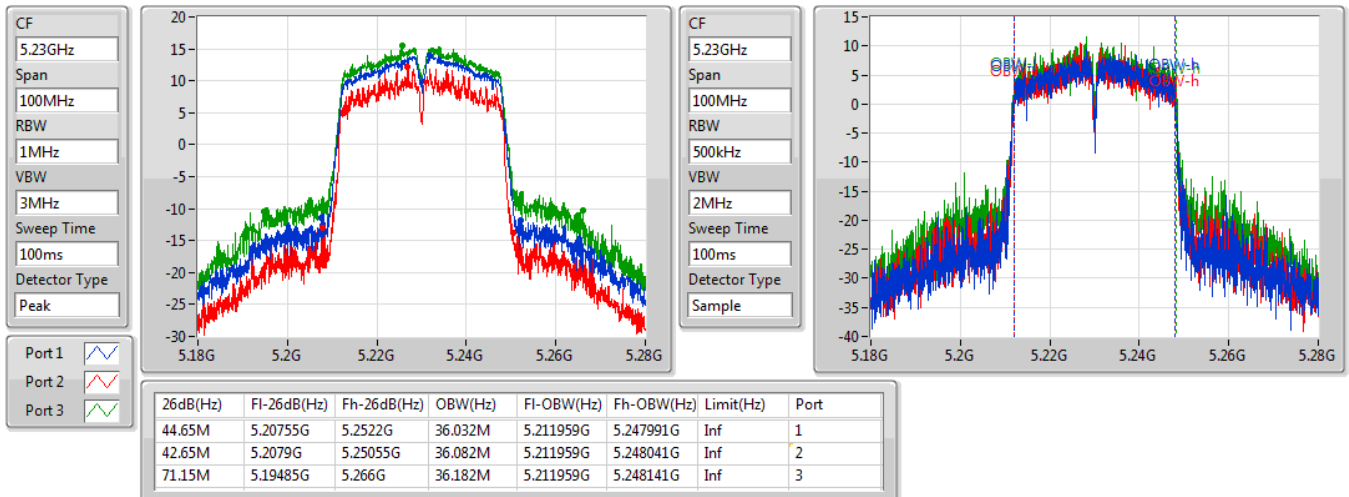 CF
5.23GHz
Span
100MHz
RBW
1MHz
VBW
3MHz
Sweep Time
100ms
Detector Type
Peak
20
15
10
5
0
-5
-10
-15
-20
-25
-30
5.18G 5.2G 5.22G 5.24G 5.26G 5.28G
CF
5.23GHz
Span
100MHz
RBW
500kHz
VBW
2MHz
Sweep Time
100ms
Detector Type
Sample
15
10
5
0
-5
-10
-15
-20
-25
-30
-35
-40
OBW-h
OBW-h
5.18G 5.2G 5.22G 5.24G 5.26G 5.28G
Port 1
Port 2
Port 3
26dB(Hz) Fl-26dB(Hz) Fh-26dB(Hz) OBW(Hz) Fl-OBW(Hz) Fh-OBW(Hz) Limit(Hz) Port
44.65M 5.20755G 5.2522G 36.032M 5.211959G 5.247991G Inf 1
42.65M 5.2079G 5.25055G 36.082M 5.211959G 5.248041G Inf 2
71.15M 5.19485G 5.266G 36.182M 5.211959G 5.248141G Inf 3